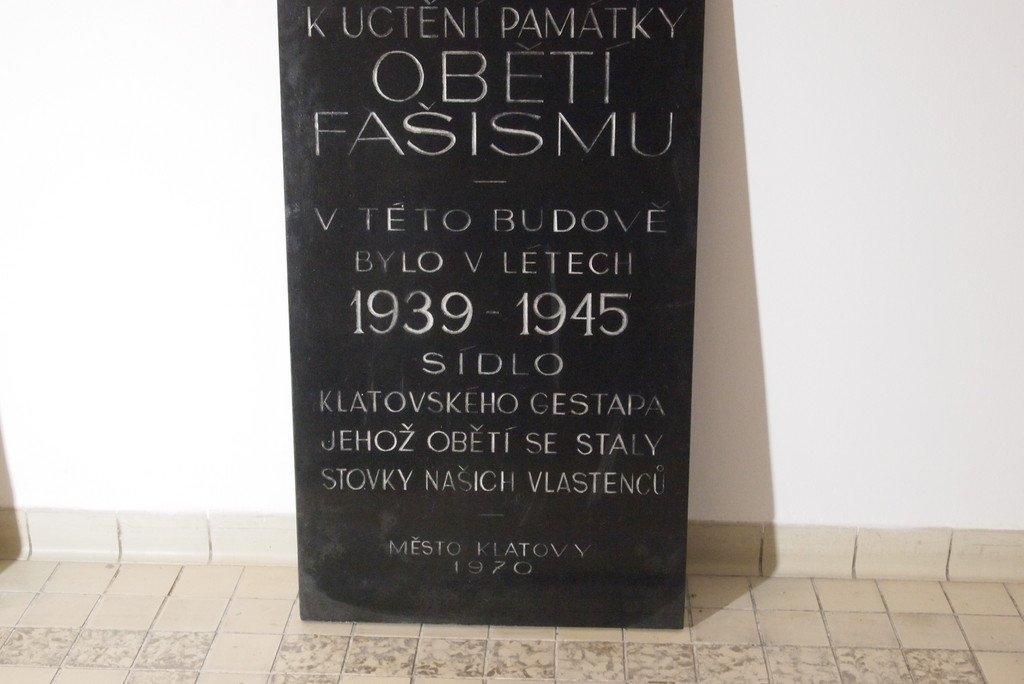 K UCTĚNÍ PAMÁTKY
OBĚTÍ
FAŠISMU
V TÉTO BUDOVĚ
BYLO V LÉTECH
1939 - 1945
SÍDLO
KLATOVSKÉHO GESTAPA
JEHOŽ OBĚTÍ SE STALY
STOVKY NAŠICH VLASTENCŮ
MĚSTO KLATOVY
1970